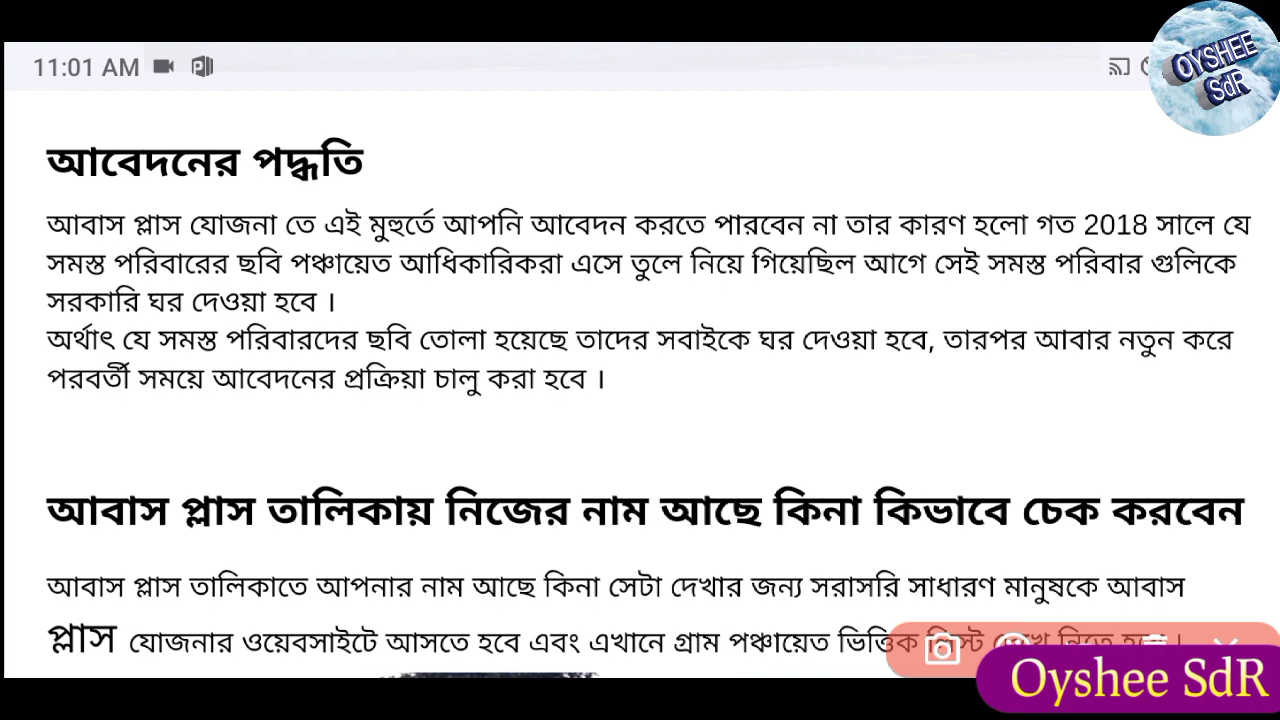 OYSHEE
SdR
11:01 AM
আবেদনের পদ্ধতি
আবাস প্লাস যোজনা তে এই মুহুর্তে আপনি আবেদন করতে পারবেন না তার কারণ হলো গত 2018 সালে যে
সমস্ত পরিবারের ছবি পঞ্চায়েত আধিকারিকরা এসে তুলে নিয়ে গিয়েছিল আগে সেই সমস্ত পরিবার গুলিকে
সরকারি ঘর দেওয়া হবে ।
অর্থাৎ যে সমস্ত পরিবারদের ছবি তোলা হয়েছে তাদের সবাইকে ঘর দেওয়া হবে, তারপর আবার নতুন করে
পরবর্তী সময়ে আবেদনের প্রক্রিয়া চালু করা হবে ।
আবাস প্লাস তালিকায় নিজের নাম আছে কিনা কিভাবে চেক করবেন
আবাস প্লাস তালিকাতে আপনার নাম আছে কিনা সেটা দেখার জন্য সরাসরি সাধারণ মানুষকে আবাস
প্লাস যোজনার ওয়েবসাইটে আসতে হবে এবং এখানে গ্রাম পঞ্চায়েত ভিত্তিক লিস্ট দেখে নিতে হবে ।
Oyshee SdR